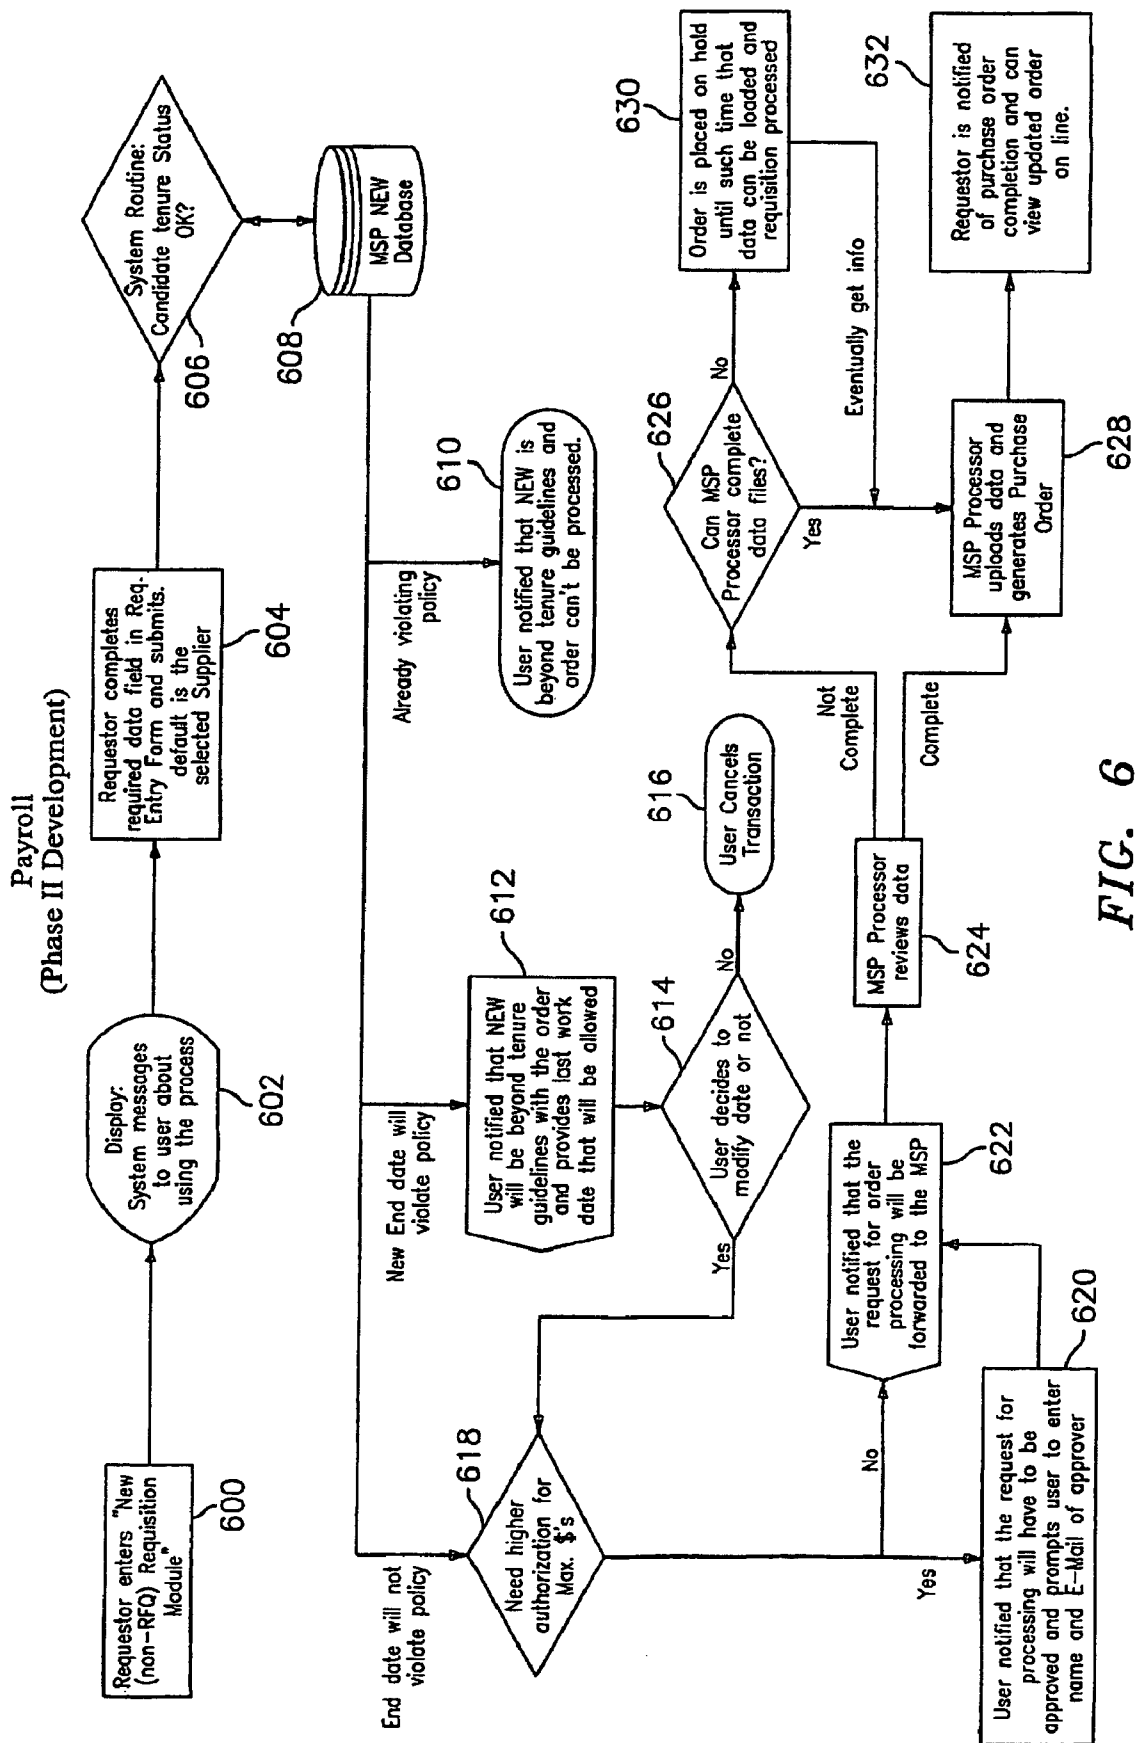 Payroll
(Phase II Development)
Requestor enters "New
(non-RFQ) Requisition
Module"
600
Display:
System messages
to user about
using the process
602
Requestor completes
required data field in Req.
Entry Form and submits.
default is the
selected Supplier
604
System Routine:
Candidate tenure Status
OK?
606
MSP NEW
Database
608
End date will not
violate policy
New End date will
violate policy
Already violating
policy
User notified that NEW is
beyond tenure guidelines and
order can't be processed.
610
User notified that NEW
will be beyond tenure
guidelines with the order
and provides last work
date that will be allowed
612
User decides to
modify date or not
614
Yes
No
User Cancels
Transaction
616
Need higher
authorization for
Max. $'s
618
No
Yes
User notified that the request for
processing will have to be
approved and prompts user to enter
name and E-Mail of approver
620
User notified that the
request for order
processing will be
forwarded to the MSP
622
MSP Processor
reviews data
624
Not
Complete
Complete
Can MSP
Processor complete
data files?
626
No
Yes
Order is placed on hold
until such time that
data can be loaded and
requisition processed
630
Eventually get info
MSP Processor
uploads data and
generates Purchase
Order
628
Requestor is notified
of purchase order
completion and can
view updated order
on line.
632
FIG. 6